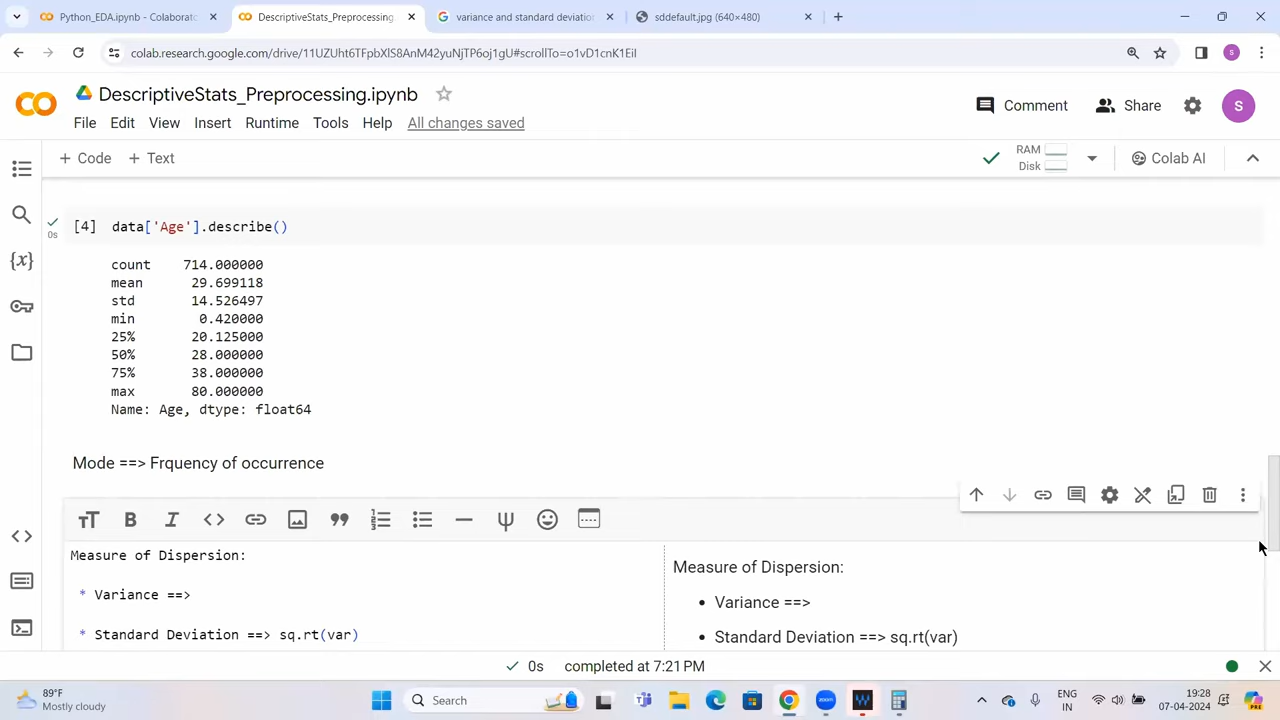 Python_EDA.ipynb - Colaborato
DescriptiveStats_Preprocessing.i
variance and standard deviation
sddefault.jpg (640×480)
colab.research.google.com/drive/11UZUht6TFpbXlS8AnM42yuNjTP6oj1gU#scrollTo=o1vD1cnK1EiI
S
DescriptiveStats_Preprocessing.ipynb
Comment
Share
S
File Edit View Insert Runtime Tools Help All changes saved
+ Code + Text
RAM
Disk
Colab AI
0s
[4] data['Age'].describe()
count 714.000000
mean 29.699118
std 14.526497
min 0.420000
25% 20.125000
50% 28.000000
75% 38.000000
max 80.000000
Name: Age, dtype: float64
Mode ==> Frquency of occurrence
Measure of Dispersion:
* Variance ==>
* Standard Deviation ==> sq.rt(var)
Measure of Dispersion:
• Variance ==>
• Standard Deviation ==> sq.rt(var)
0s completed at 7:21 PM
89°F
Mostly cloudy
Search
ENG
IN
19:28
07-04-2024